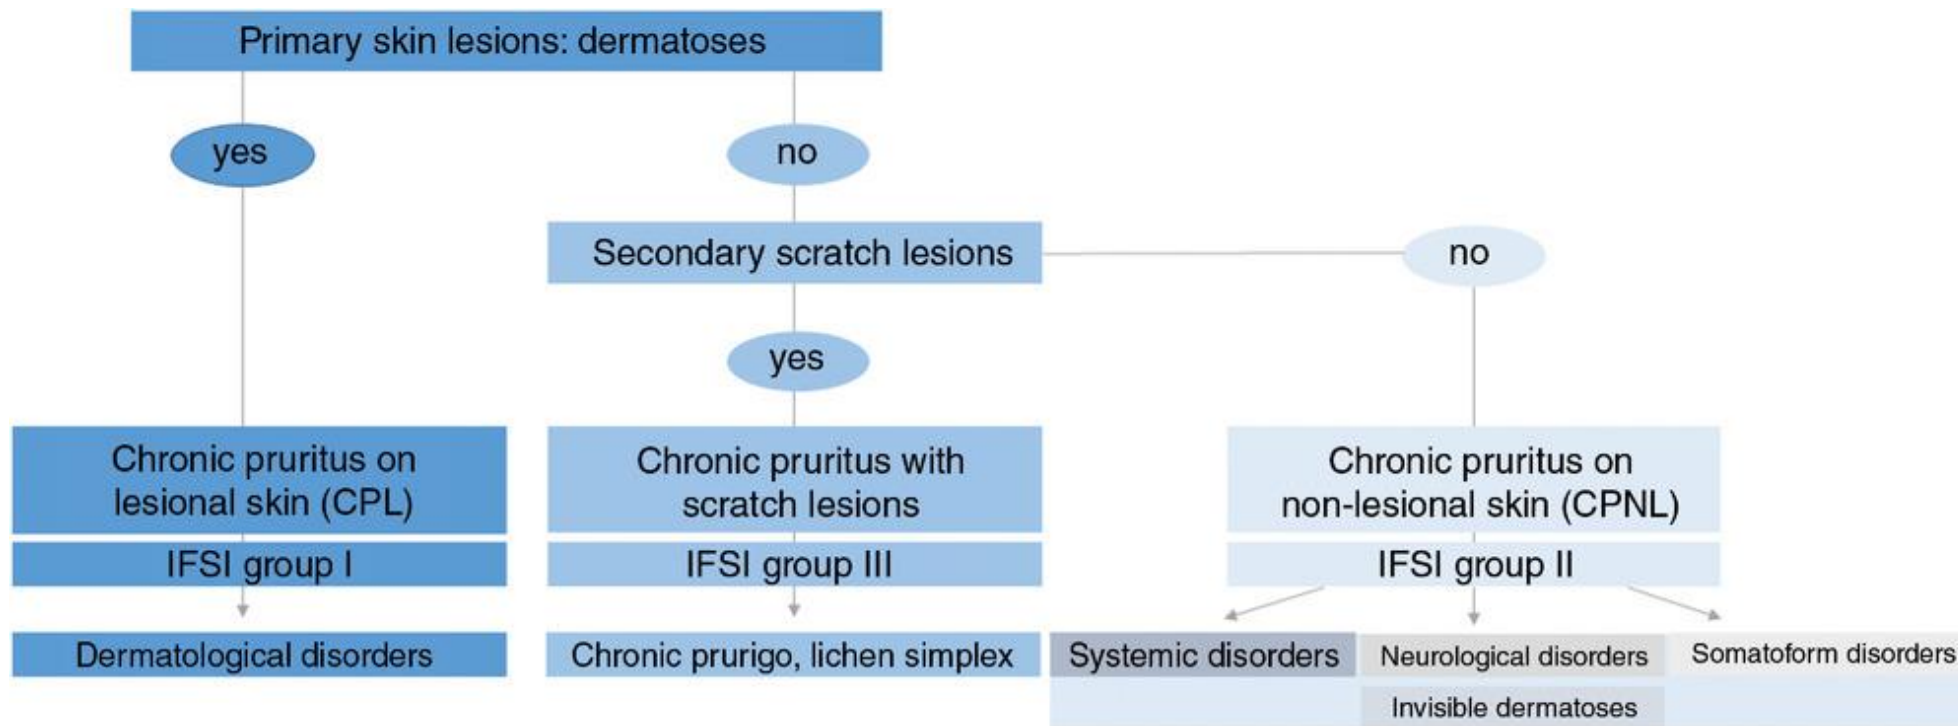 Primary skin lesions: dermatoses
yes
no
Secondary scratch lesions
no
yes
Chronic pruritus on
lesional skin (CPL)
Chronic pruritus with
scratch lesions
Chronic pruritus on
non-lesional skin (CPNL)
IFSI group I
IFSI group III
IFSI group II
Dermatological disorders
Chronic prurigo, lichen simplex
Systemic disorders
Neurological disorders
Somatoform disorders
Invisible dermatoses